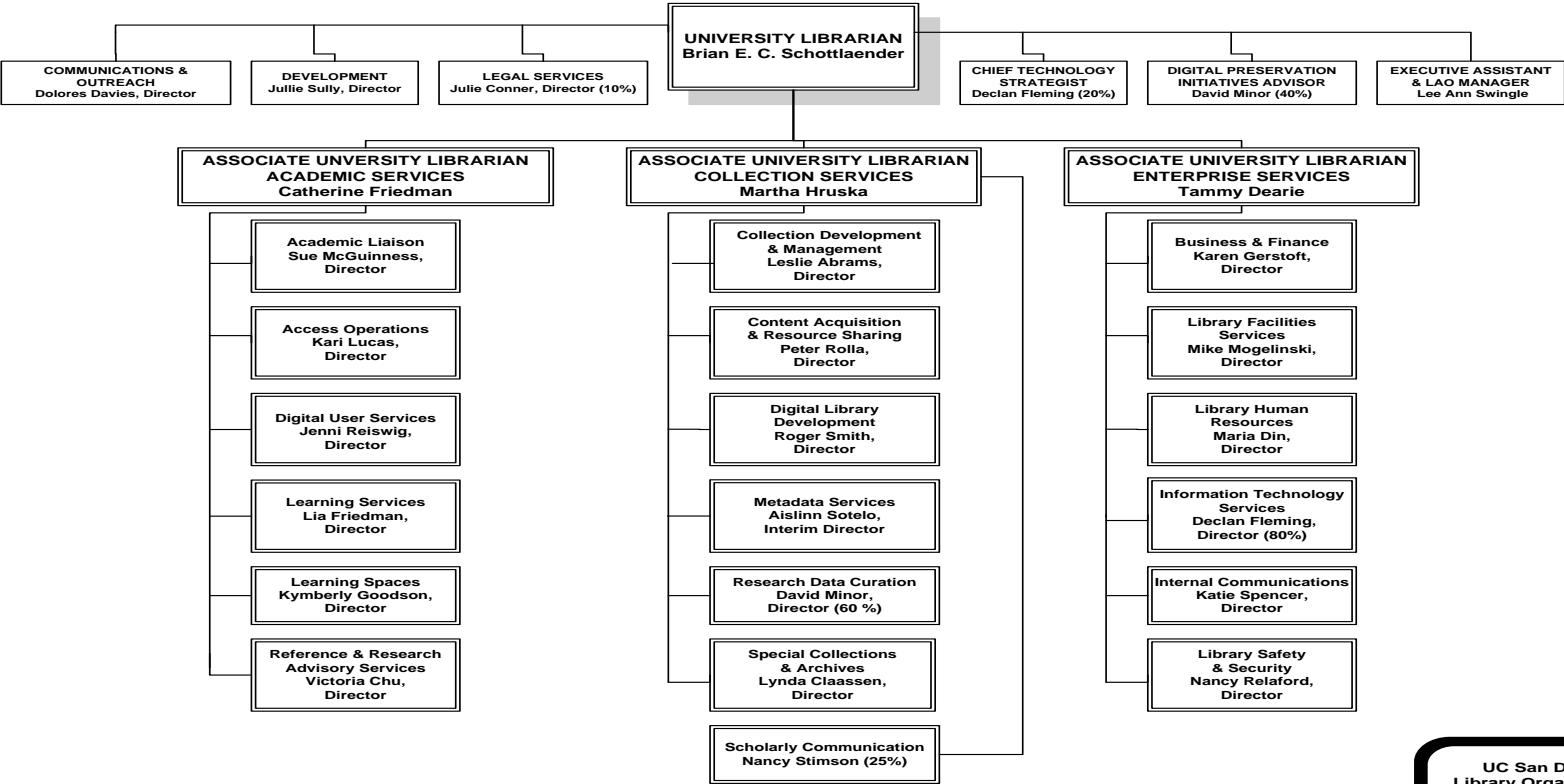 UNIVERSITY LIBRARIAN
Brian E. C. Schottlaender
COMMUNICATIONS &
OUTREACH
Dolores Davies, Director
DEVELOPMENT
Jullie Sully, Director
LEGAL SERVICES
Julie Conner, Director (10%)
CHIEF TECHNOLOGY
STRATEGIST
Declan Fleming (20%)
DIGITAL PRESERVATION
INITIATIVES ADVISOR
David Minor (40%)
EXECUTIVE ASSISTANT
& LAO MANAGER
Lee Ann Swingle
ASSOCIATE UNVERSITY LIBRARIAN
ACADEMIC SERVICES
Catherine Friedman
ASSOCIATE UNIVERSITY LIBRARIAN
COLLECTION SERVICES
Martha Hruska
ASSOCIATE UNIVERSITY LIBRARIAN
ENTERPRISE SERVICES
Tammy Dearie
Academic Liaison
Sue McGuinness,
Director
Access Operations
Kari Lucas,
Director
Digital User Services
Jenni Reiswig,
Director
Learning Services
Lia Friedman,
Director
Learning Spaces
Kymberly Goodson,
Director
Reference & Research
Advisory Services
Victoria Chu,
Director
Collection Development
& Management
Leslie Abrams,
Director
Content Acquisition
& Resource Sharing
Peter Rolla,
Director
Digital Library
Development
Roger Smith,
Director
Metadata Services
Aislinn Sotelo,
Interim Director
Research Data Curation
David Minor,
Director (60 %)
Special Collections
& Archives
Lynda Claassen,
Director
Scholarly Communication
Nancy Stimson (25%)
Business & Finance
Karen Gerstoft,
Director
Library Facilities
Services
Mike Mogelinski,
Director
Library Human
Resources
Maria Din,
Director
Information Technology
Services
Declan Fleming,
Director (80%)
Internal Communications
Katie Spencer,
Director
Library Safety
& Security
Nancy Relaford,
Director
UC San D
Library Orga